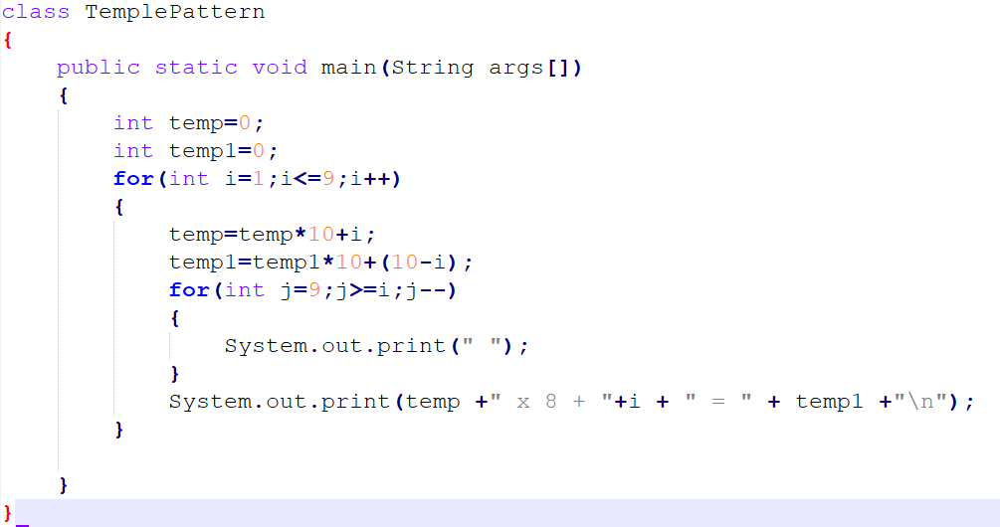 class TemplePattern
{
    public static void main(String args[])
    {
        int temp=0;
        int temp1=0;
        for(int i=1;i<=9;i++)
        {
            temp=temp*10+i;
            temp1=temp1*10+(10-i);
            for(int j=9;j>=i;j--)
            {
                System.out.print(" ");
            }
            System.out.print(temp +" x 8 + "+i + " = " + temp1 +"\n");
        }
    }
}